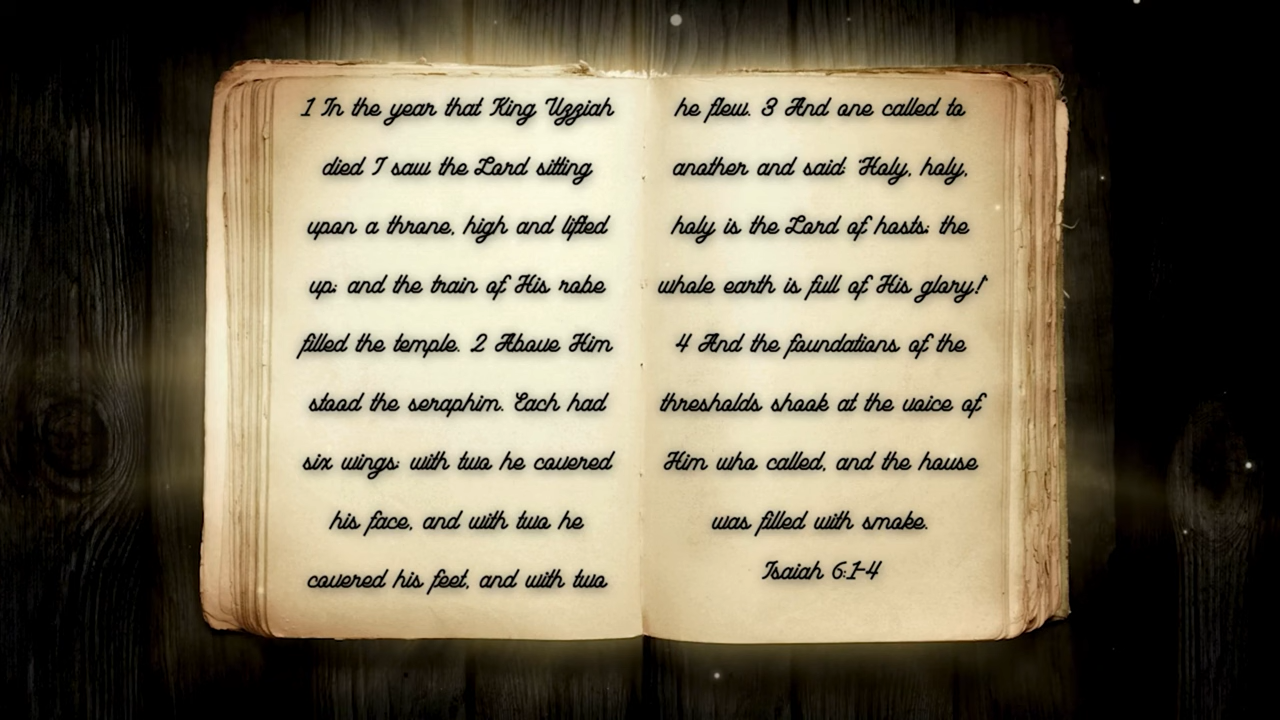 1 In the year that King Uzziah
died I saw the Lord sitting
upon a throne, high and lifted
up; and the train of His robe
filled the temple. 2 Above Him
stood the seraphim. Each had
six wings: with two he covered
his face, and with two he
covered his feet, and with two
he flew. 3 And one called to
another and said: "Holy, holy,
holy is the Lord of hosts; the
whole earth is full of His glory!"
4 And the foundations of the
thresholds shook at the voice of
Him who called, and the house
was filled with smoke.
Isaiah 6:1-4